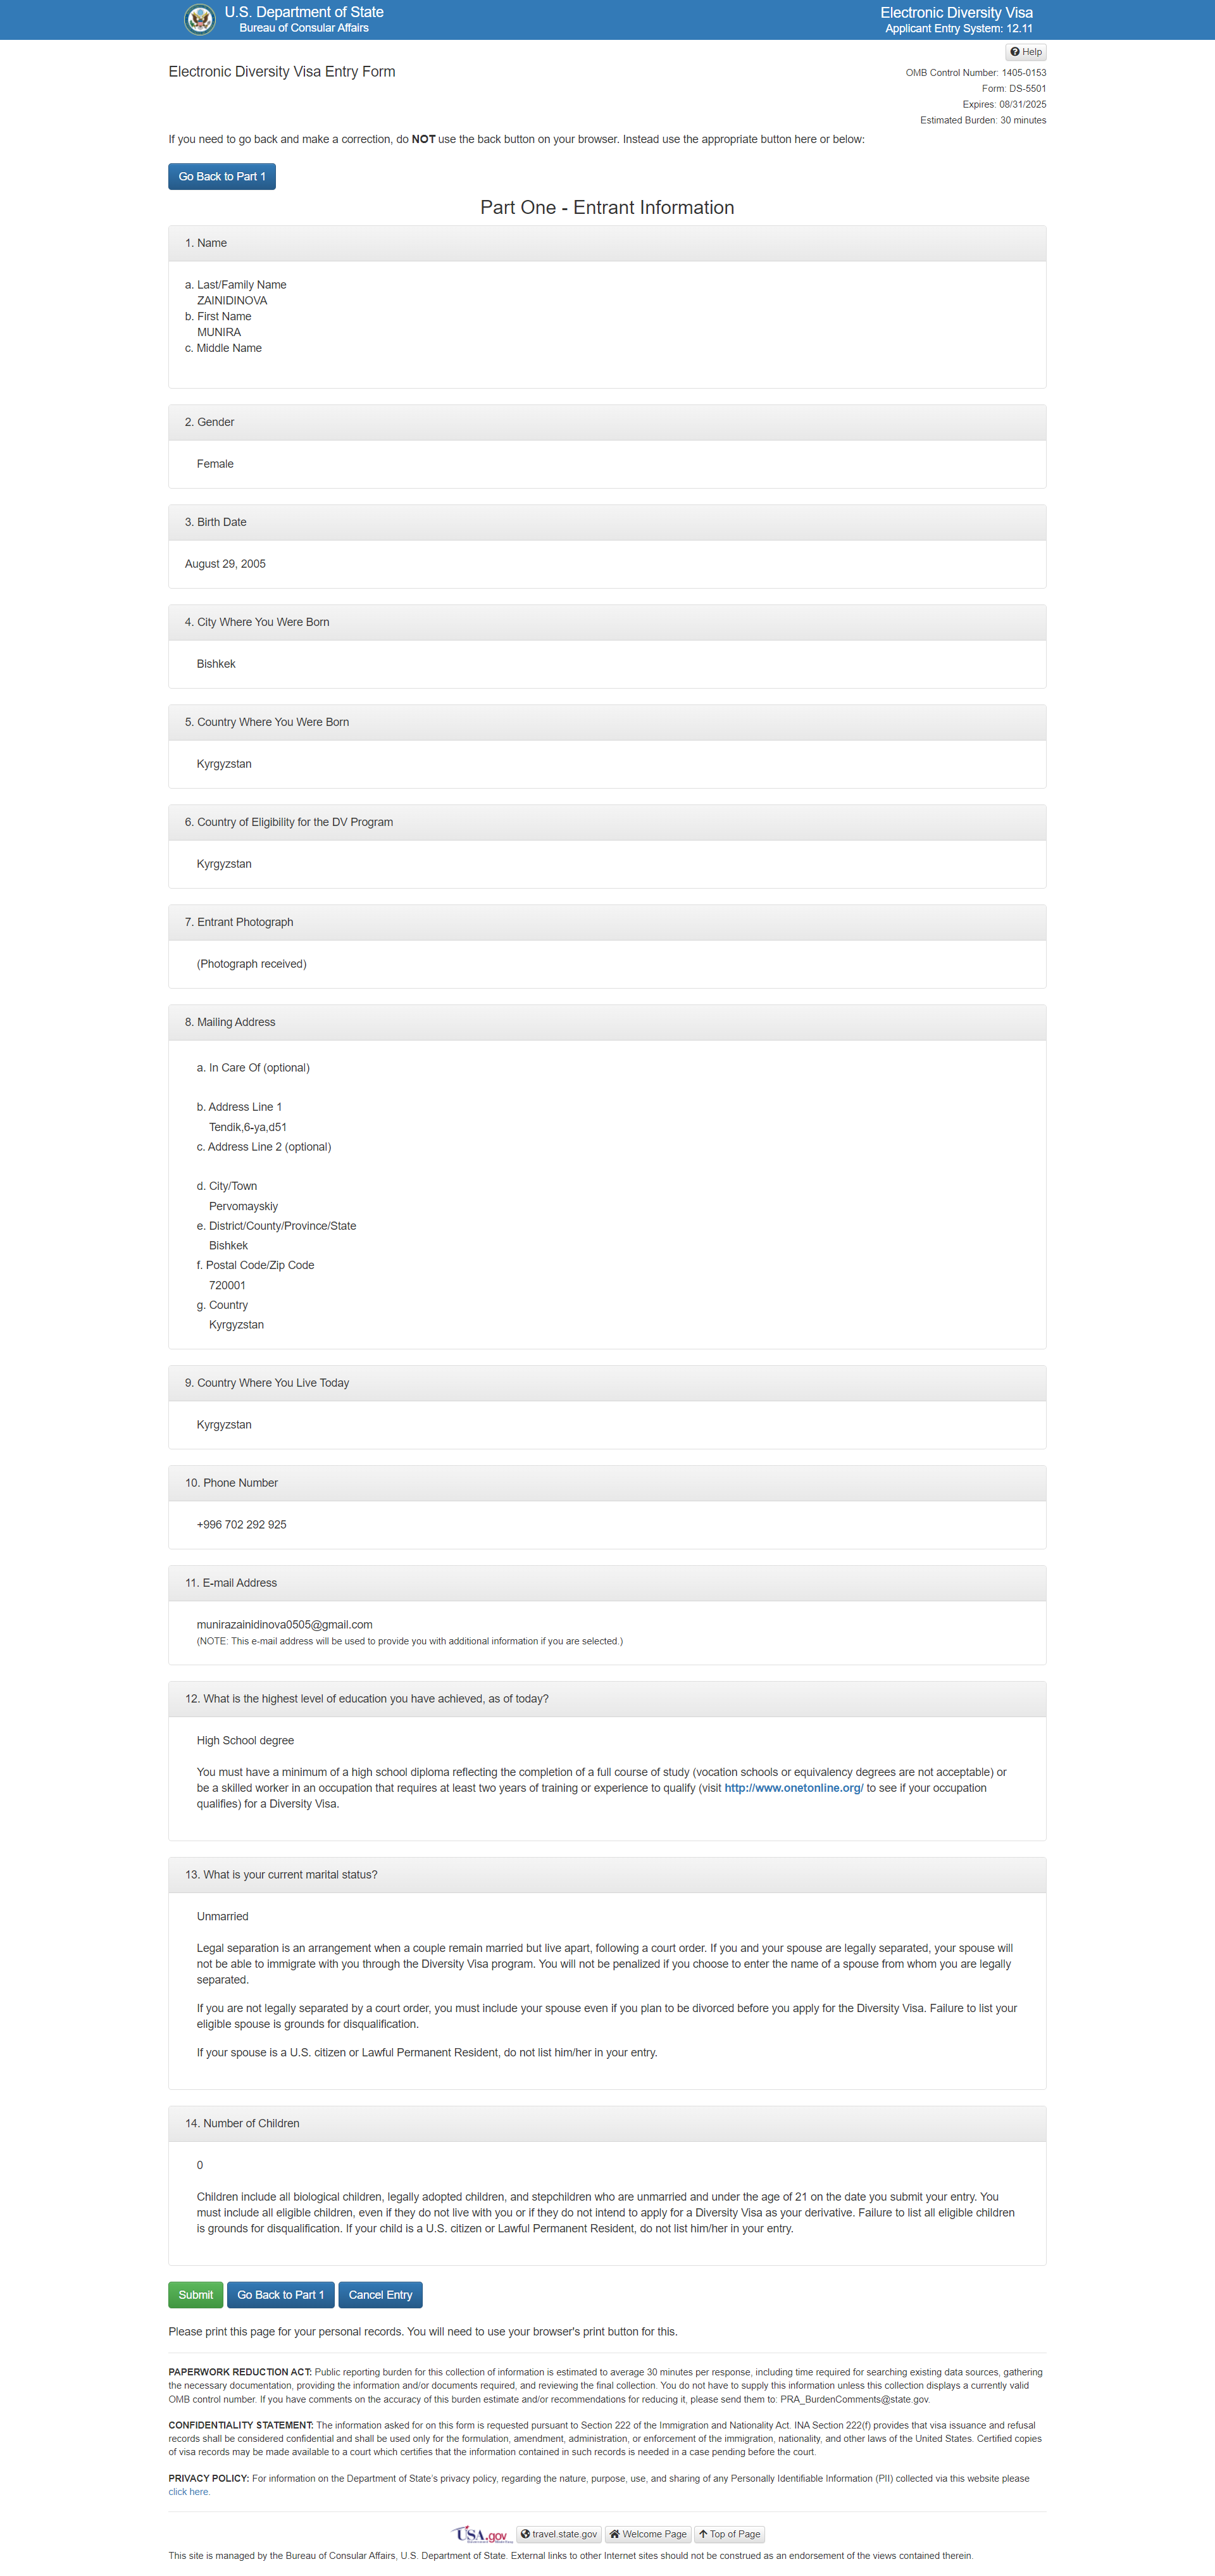 U.S. Department of State
Bureau of Consular Affairs
Electronic Diversity Visa
Applicant Entry System: 12.11
Help
Electronic Diversity Visa Entry Form
OMB Control Number: 1405-0153
Form: DS-5501
Expires: 08/31/2025
Estimated Burden: 30 minutes
If you need to go back and make a correction, do NOT use the back button on your browser. Instead use the appropriate button here or below:
Go Back to Part 1
Part One - Entrant Information
1. Name
a. Last/Family Name
ZAINIDINOVA
b. First Name
MUNIRA
c. Middle Name
2. Gender
Female
3. Birth Date
August 29, 2005
4. City Where You Were Born
Bishkek
5. Country Where You Were Born
Kyrgyzstan
6. Country of Eligibility for the DV Program
Kyrgyzstan
7. Entrant Photograph
(Photograph received)
8. Mailing Address
a. In Care Of (optional)
b. Address Line 1
Tendik,6-ya,d51
c. Address Line 2 (optional)
d. City/Town
Pervomayskiy
e. District/County/Province/State
Bishkek
f. Postal Code/Zip Code
720001
g. Country
Kyrgyzstan
9. Country Where You Live Today
Kyrgyzstan
10. Phone Number
+996 702 292 925
11. E-mail Address
munirazainidinova0505@gmail.com
(NOTE: This e-mail address will be used to provide you with additional information if you are selected.)
12. What is the highest level of education you have achieved, as of today?
High School degree
You must have a minimum of a high school diploma reflecting the completion of a full course of study (vocation schools or equivalency degrees are not acceptable) or
be a skilled worker in an occupation that requires at least two years of training or experience to qualify (visit http://www.onetonline.org/ to see if your occupation
qualifies) for a Diversity Visa.
13. What is your current marital status?
Unmarried
Legal separation is an arrangement when a couple remain married but live apart, following a court order. If you and your spouse are legally separated, your spouse will
not be able to immigrate with you through the Diversity Visa program. You will not be penalized if you choose to enter the name of a spouse from whom you are legally
separated.
If you are not legally separated by a court order, you must include your spouse even if you plan to be divorced before you apply for the Diversity Visa. Failure to list your
eligible spouse is grounds for disqualification.
If your spouse is a U.S. citizen or Lawful Permanent Resident, do not list him/her in your entry.
14. Number of Children
0
Children include all biological children, legally adopted children, and stepchildren who are unmarried and under the age of 21 on the date you submit your entry. You
must include all eligible children, even if they do not live with you or if they do not intend to apply for a Diversity Visa as your derivative. Failure to list all eligible children
is grounds for disqualification. If your child is a U.S. citizen or Lawful Permanent Resident, do not list him/her in your entry.
Submit
Go Back to Part 1
Cancel Entry
Please print this page for your personal records. You will need to use your browser's print button for this.
PAPERWORK REDUCTION ACT: Public reporting burden for this collection of information is estimated to average 30 minutes per response, including time required for searching existing data sources, gathering
the necessary documentation, providing the information and/or documents required, and reviewing the final collection. You do not have to supply this information unless this collection displays a currently valid
OMB control number. If you have comments on the accuracy of this burden estimate and/or recommendations for reducing it, please send them to: PRA_BurdenComments@state.gov.
CONFIDENTIALITY STATEMENT: The information asked for on this form is requested pursuant to Section 222 of the Immigration and Nationality Act. INA Section 222(f) provides that visa issuance and refusal
records shall be considered confidential and shall be used only for the formulation, amendment, administration, or enforcement of the immigration, nationality, and other laws of the United States. Certified copies
of visa records may be made available to a court which certifies that the information contained in such records is needed in a case pending before the court.
PRIVACY POLICY: For information on the Department of State's privacy policy, regarding the nature, purpose, use, and sharing of any Personally Identifiable Information (PII) collected via this website please
click here.
USA.gov
travel.state.gov
Welcome Page
Top of Page
This site is managed by the Bureau of Consular Affairs, U.S. Department of State. External links to other Internet sites should not be construed as an endorsement of the views contained therein.